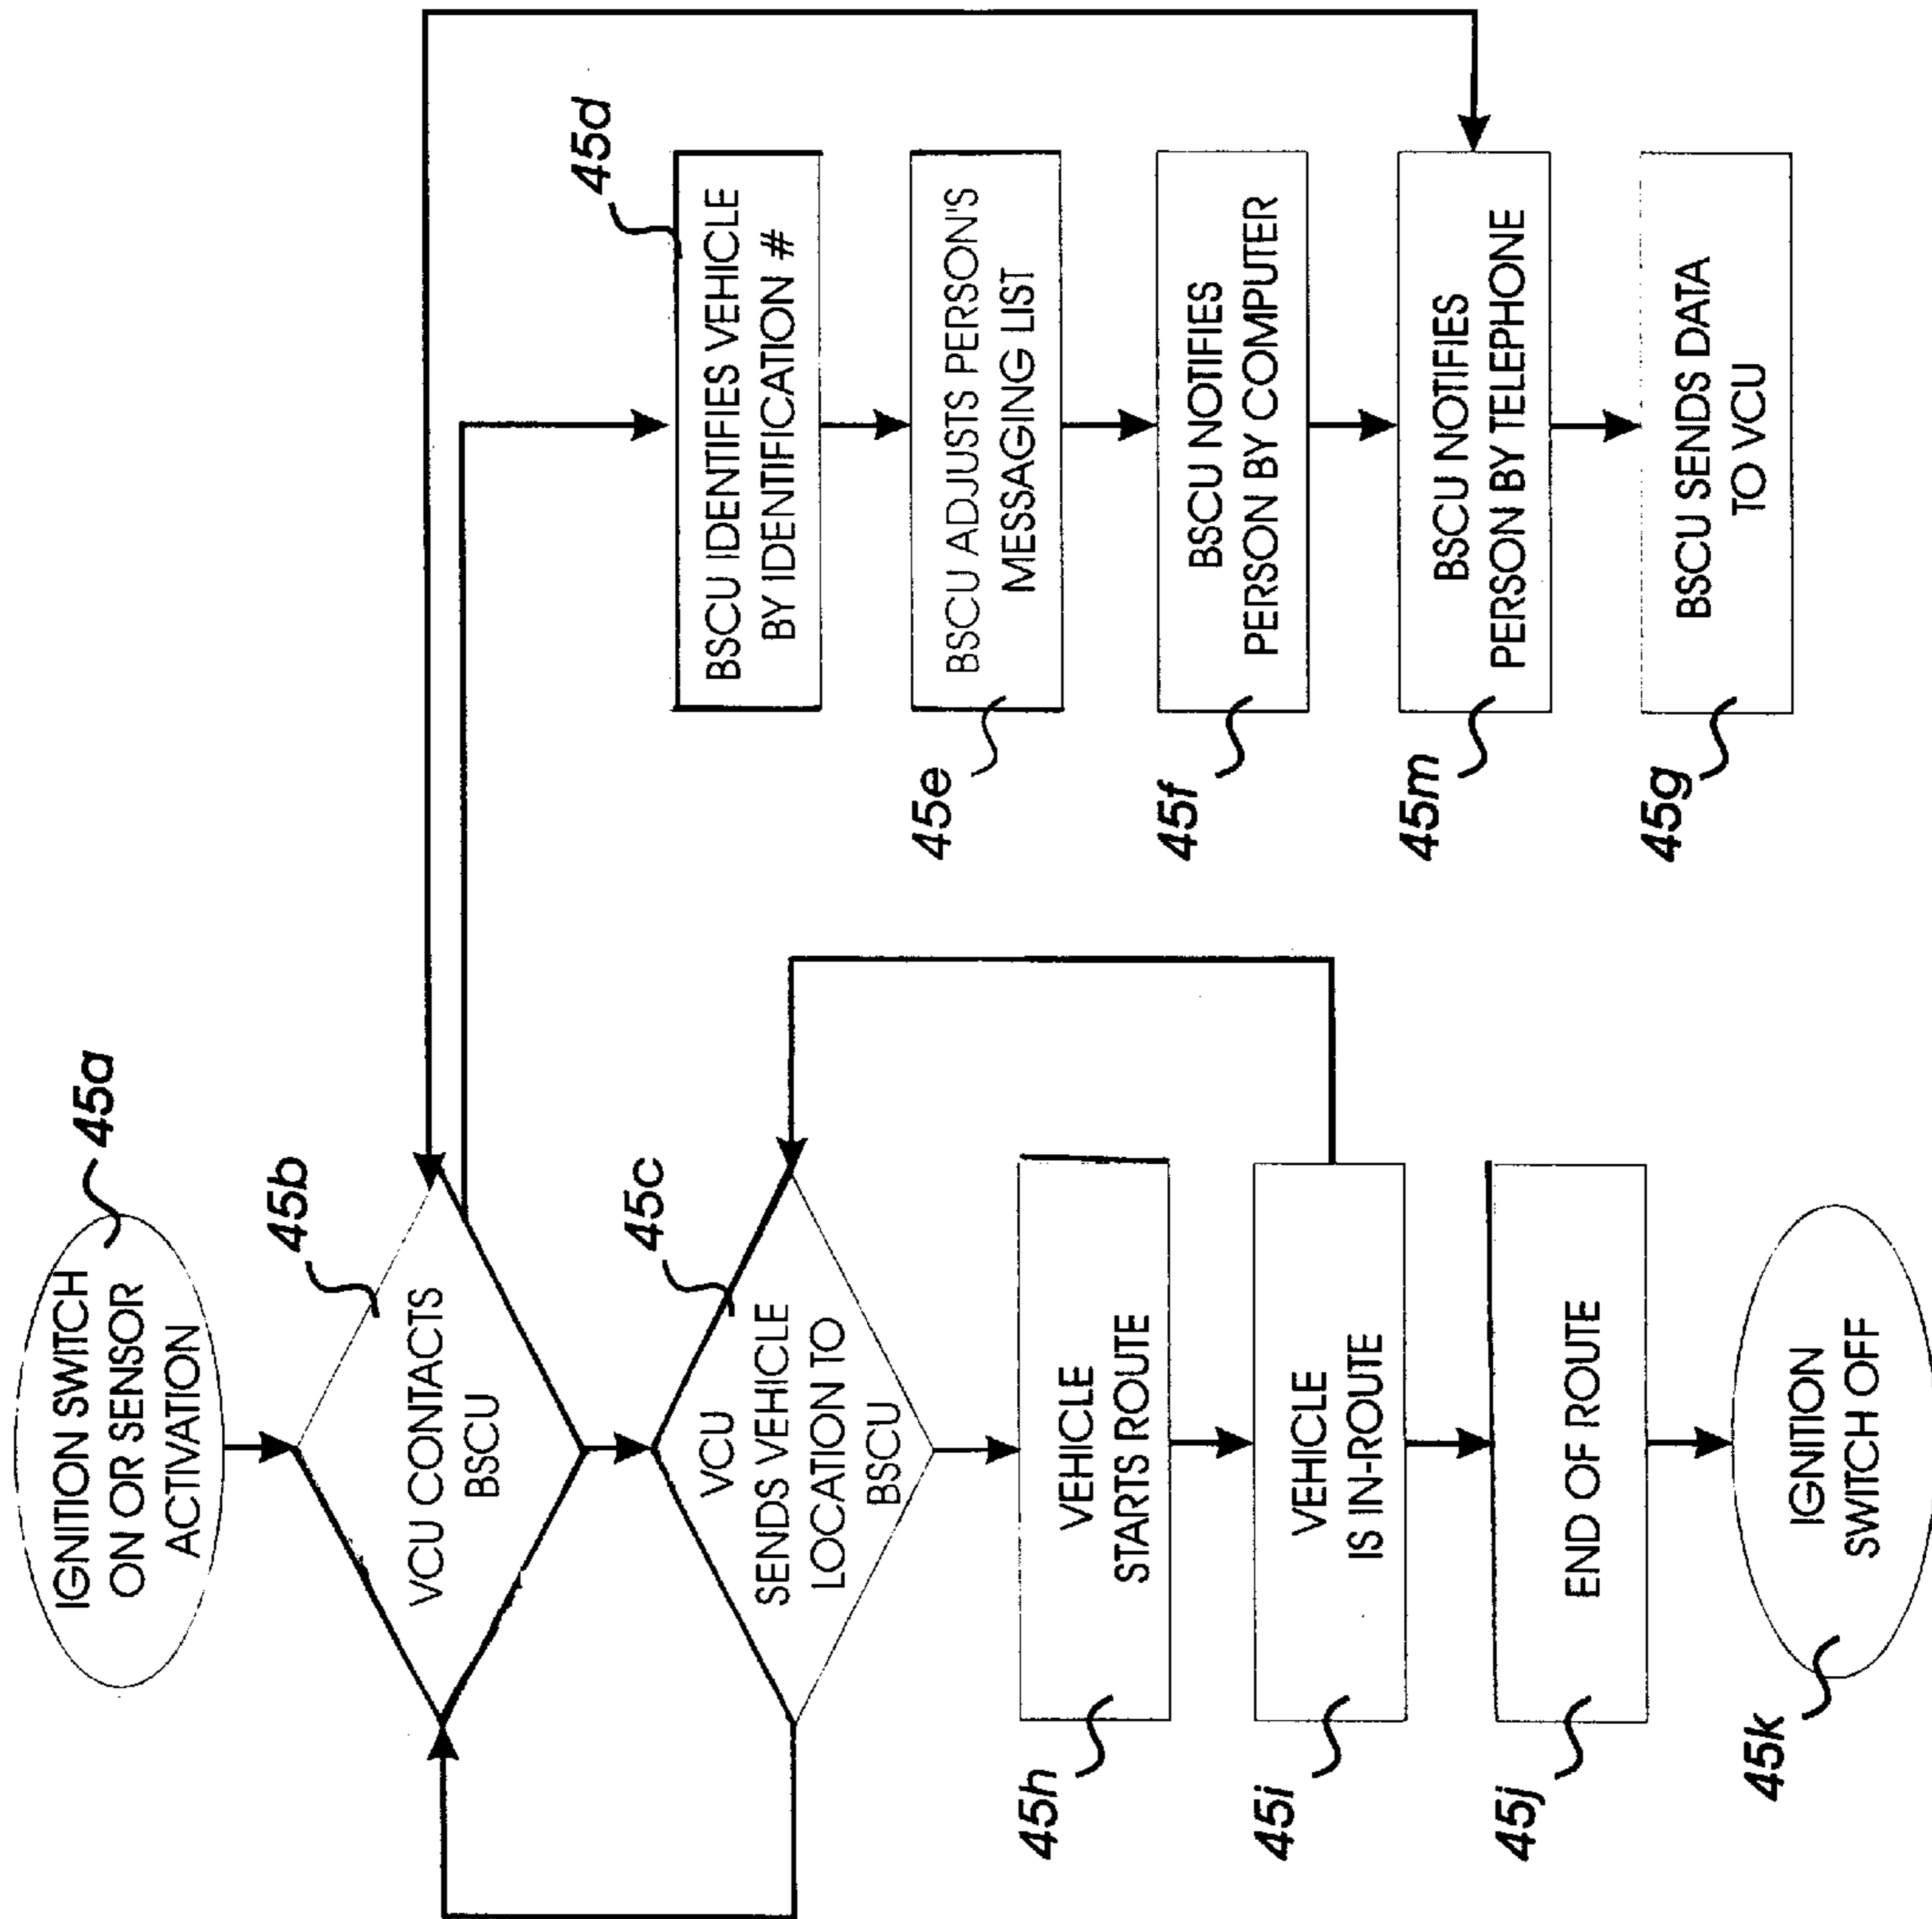 IGNITION SWITCH
ON OR SENSOR
ACTIVATION
45a
VCU CONTACTS
BSCU
45b
VCU
SENDS VEHICLE
LOCATION TO
BSCU
45c
VEHICLE
STARTS ROUTE
45h
VEHICLE
IS IN-ROUTE
45i
END OF ROUTE
45j
IGNITION
SWITCH OFF
45k
BSCU IDENTIFIES VEHICLE
BY IDENTIFICATION #
45d
BSCU ADJUSTS PERSON'S
MESSAGING LIST
45e
BSCU NOTIFIES
PERSON BY COMPUTER
45f
BSCU NOTIFIES
PERSON BY TELEPHONE
45m
BSCU SENDS DATA
TO VCU
45g